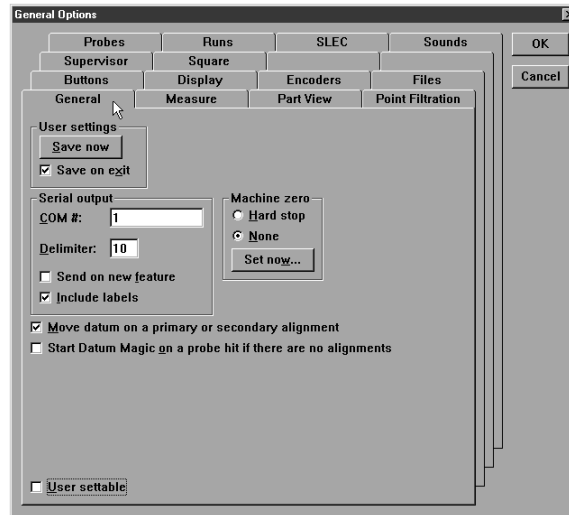 General Options
Probes Runs SLEC Sounds
Supervisor Square
Buttons Display Encoders Files
General Measure Part View Point Filtration
OK
Cancel
User settings
Save now
Save on exit
Serial output
COM #: 1
Delimiter: 10
Send on new feature
Include labels
Machine zero
Hard stop
None
Set now...
Move datum on a primary or secondary alignment
Start Datum Magic on a probe hit if there are no alignments
User settable